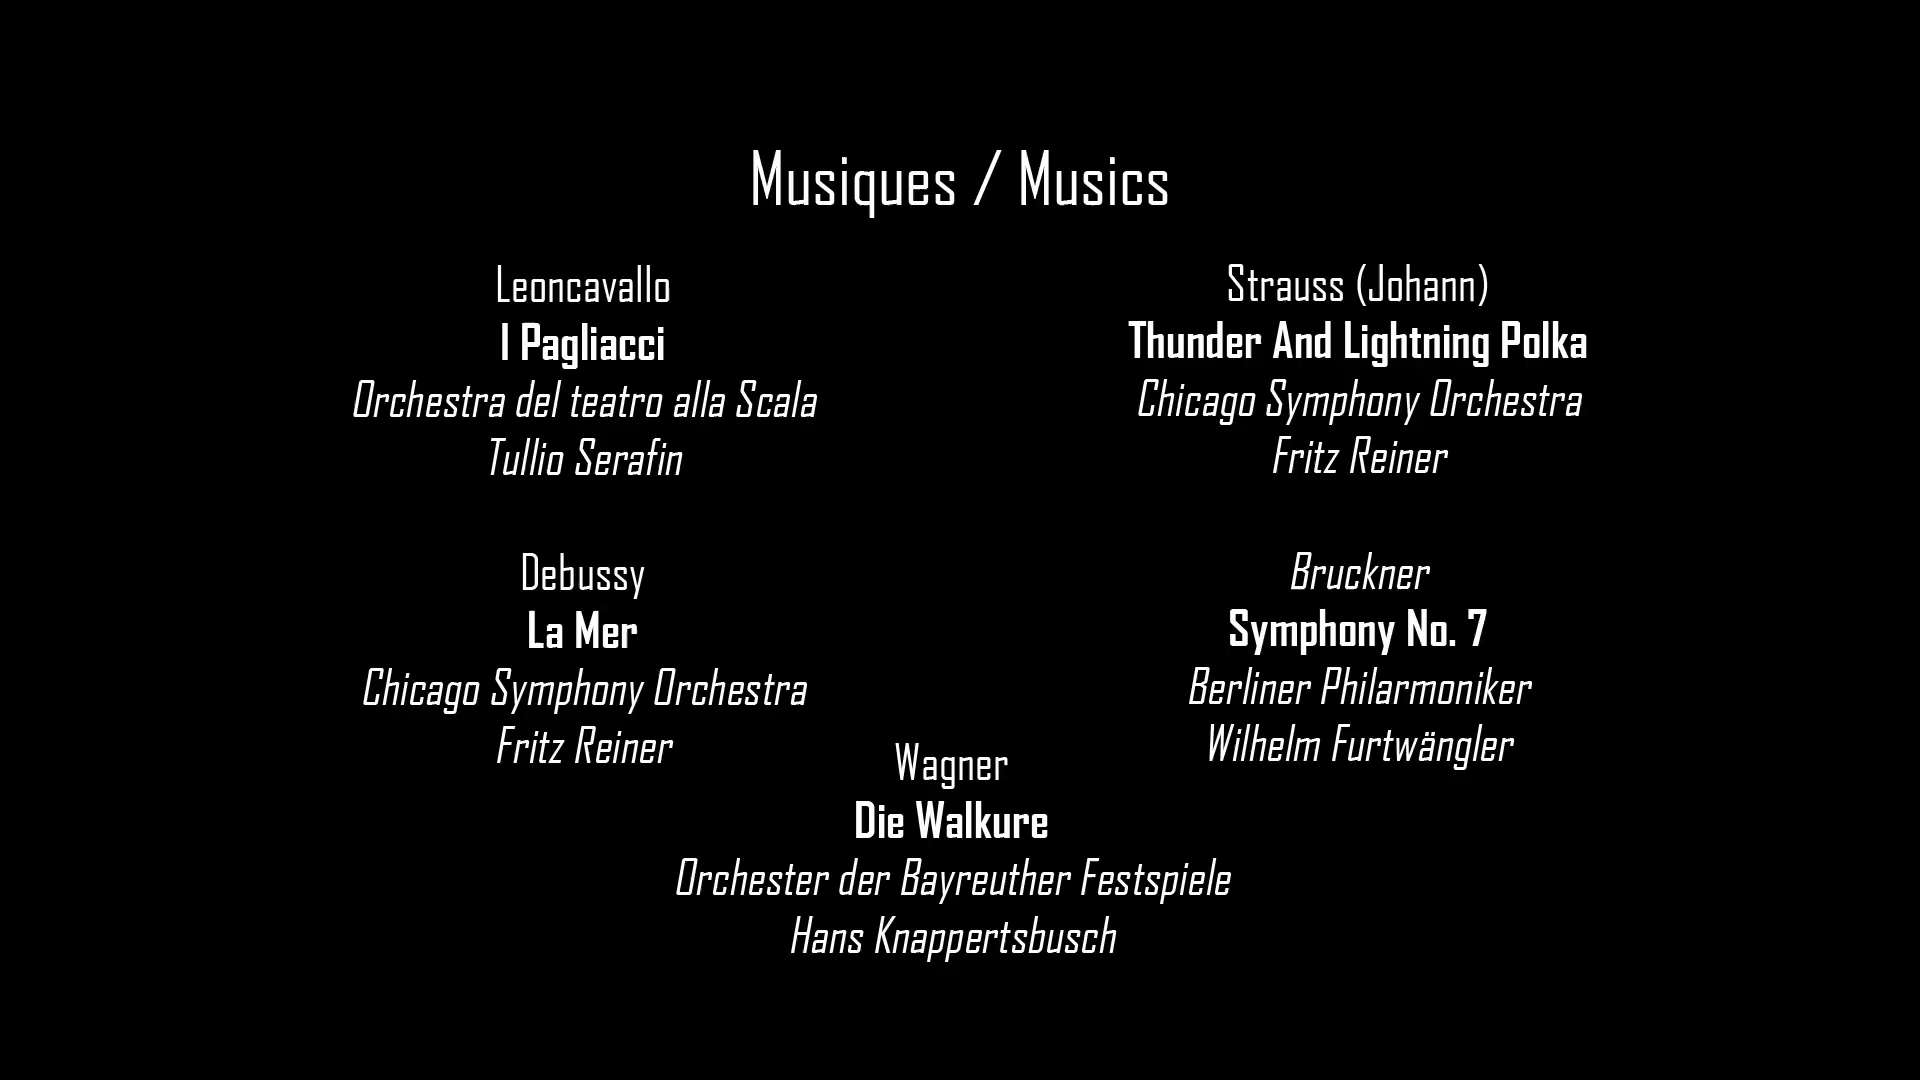 Musiques / Musics
Leoncavallo
I Pagliacci
Orchestra del teatro alla Scala
Tullio Serafin
Strauss (Johann)
Thunder And Lightning Polka
Chicago Symphony Orchestra
Fritz Reiner
Debussy
La Mer
Chicago Symphony Orchestra
Fritz Reiner
Bruckner
Symphony No. 7
Berliner Philarmoniker
Wilhelm Furtwängler
Wagner
Die Walkure
Orchester der Bayreuther Festspiele
Hans Knappertsbusch